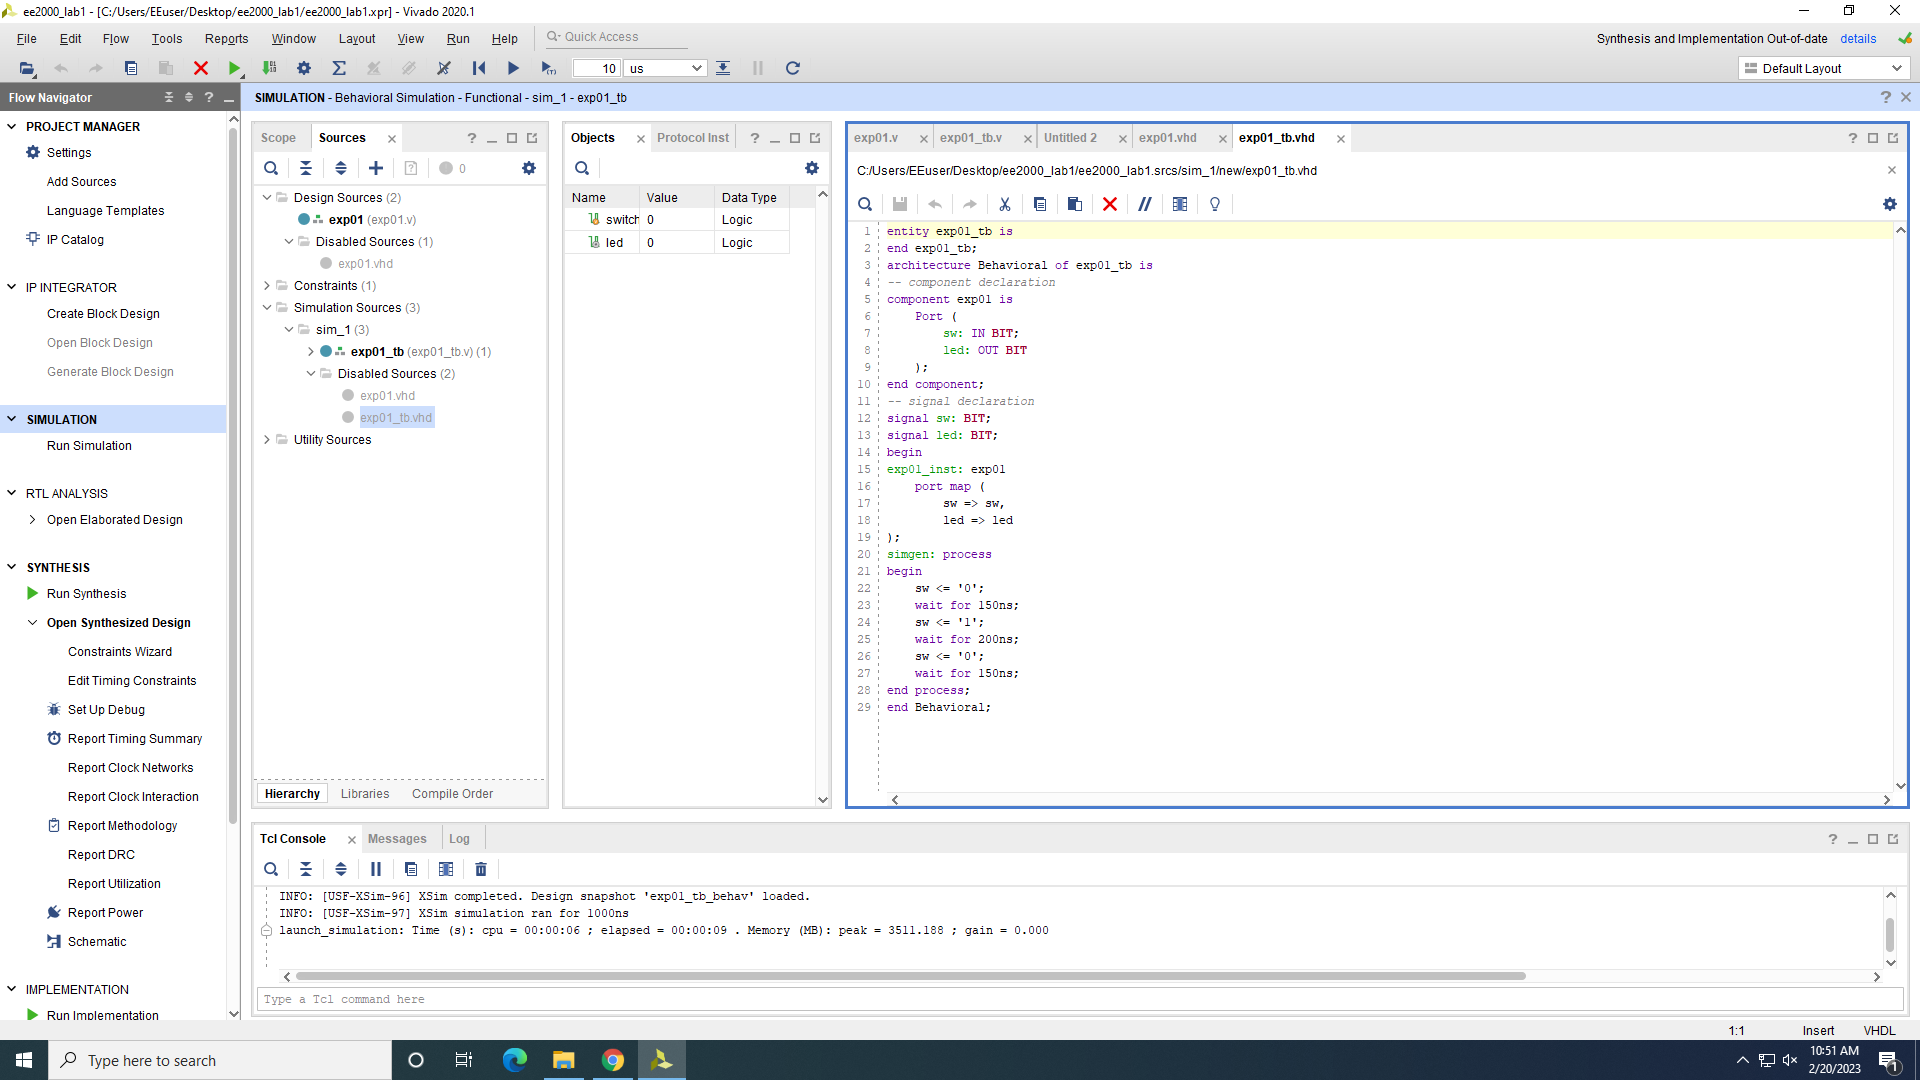 ee2000_lab1 - [C:/Users/EEuser/Desktop/ee2000_lab1/ee2000_lab1.xpr] - Vivado 2020.1
File Edit Flow Tools Reports Window Layout View Run Help Quick Access
Synthesis and Implementation Out-of-date details
10 us
Default Layout
Flow Navigator
PROJECT MANAGER
Settings
Add Sources
Language Templates
IP Catalog
IP INTEGRATOR
Create Block Design
Open Block Design
Generate Block Design
SIMULATION
Run Simulation
RTL ANALYSIS
Open Elaborated Design
SYNTHESIS
Run Synthesis
Open Synthesized Design
Constraints Wizard
Edit Timing Constraints
Set Up Debug
Report Timing Summary
Report Clock Networks
Report Clock Interaction
Report Methodology
Report DRC
Report Utilization
Report Power
Schematic
IMPLEMENTATION
Run Implementation
SIMULATION - Behavioral Simulation - Functional - sim_1 - exp01_tb
Scope Sources
0
Design Sources (2)
exp01 (exp01.v)
Disabled Sources (1)
exp01.vhd
Constraints (1)
Simulation Sources (3)
sim_1 (3)
exp01_tb (exp01_tb.v) (1)
Disabled Sources (2)
exp01.vhd
exp01_tb.vhd
Utility Sources
Hierarchy Libraries Compile Order
Objects Protocol Inst
Name Value Data Type
switch 0 Logic
led 0 Logic
exp01.v exp01_tb.v Untitled 2 exp01.vhd exp01_tb.vhd
C:/Users/EEuser/Desktop/ee2000_lab1/ee2000_lab1.srcs/sim_1/new/exp01_tb.vhd
1 entity exp01_tb is
2 end exp01_tb;
3 architecture Behavioral of exp01_tb is
4 -- component declaration
5 component exp01 is
6 Port (
7 sw: IN BIT;
8 led: OUT BIT
9 );
10 end component;
11 -- signal declaration
12 signal sw: BIT;
13 signal led: BIT;
14 begin
15 exp01_inst: exp01
16 port map (
17 sw => sw,
18 led => led
19 );
20 simgen: process
21 begin
22 sw <= '0';
23 wait for 150ns;
24 sw <= '1';
25 wait for 200ns;
26 sw <= '0';
27 wait for 150ns;
28 end process;
29 end Behavioral;
Tcl Console Messages Log
INFO: [USF-XSim-96] XSim completed. Design snapshot 'exp01_tb_behav' loaded.
INFO: [USF-XSim-97] XSim simulation ran for 1000ns
launch_simulation: Time (s): cpu = 00:00:06 ; elapsed = 00:00:09 . Memory (MB): peak = 3511.188 ; gain = 0.000
Type a Tcl command here
1:1 Insert VHDL
Type here to search
10:51 AM
2/20/2023
1